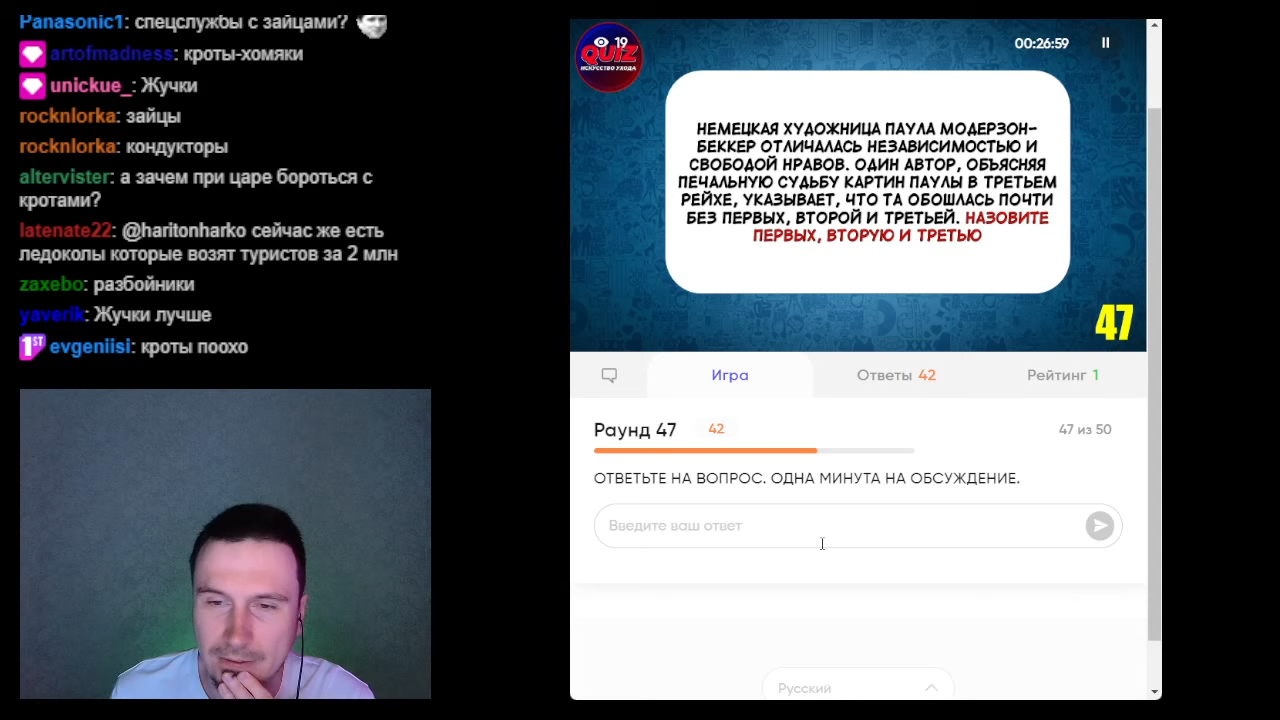 Panasonic1: спецслужбы с зайцами?
artofmadness: кроты-хомяки
unickue_: Жучки
rocknlorka: зайцы
rocknlorka: кондукторы
altervister: а зачем при царе бороться с
кротами?
latenate22: @haritonharko сейчас же есть
ледоколы которые возят туристов за 2 млн
zaxebo: разбойники
yaverik: Жучки лучше
1ST evgeniisi: кроты поохо
19
QUIZ
ИСКУССТВО УХОДА
00:26:59
НЕМЕЦКАЯ ХУДОЖНИЦА ПАУЛА МОДЕРЗОН-
БЕККЕР ОТЛИЧАЛАСЬ НЕЗАВИСИМОСТЬЮ И
СВОБОДОЙ НРАВОВ. ОДИН АВТОР, ОБЪЯСНЯЯ
ПЕЧАЛЬНУЮ СУДЬБУ КАРТИН ПАУЛЫ В ТРЕТЬЕМ
РЕЙХЕ, УКАЗЫВАЕТ, ЧТО ТА ОБОШЛАСЬ ПОЧТИ
БЕЗ ПЕРВЫХ, ВТОРОЙ И ТРЕТЬЕЙ. НАЗОВИТЕ
ПЕРВЫХ, ВТОРУЮ И ТРЕТЬЮ
47
Игра
Ответы 42
Рейтинг 1
Раунд 47 42
47 из 50
ОТВЕТЬТЕ НА ВОПРОС. ОДНА МИНУТА НА ОБСУЖДЕНИЕ.
Введите ваш ответ
Русский